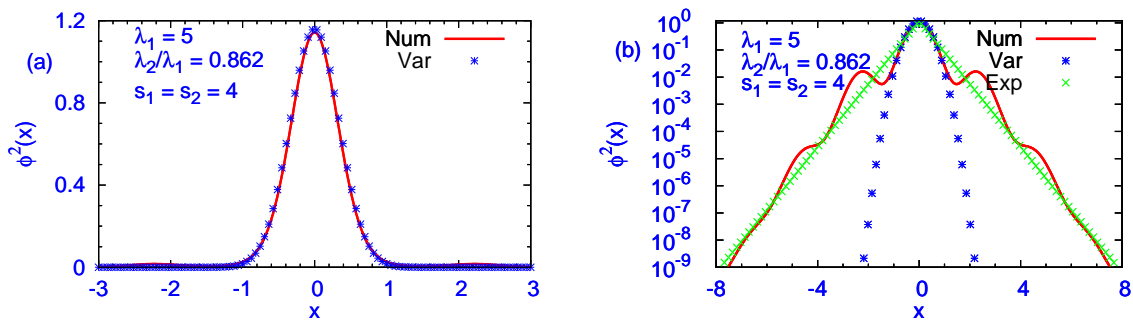 (a)
λ₁ = 5
λ₂/λ₁ = 0.862
s₁ = s₂ = 4
Num
Var
ϕ²(x)
1.2
0.8
0.4
0
-3
-2
-1
0
1
2
3
x
(b)
λ₁ = 5
λ₂/λ₁ = 0.862
s₁ = s₂ = 4
Num
Var
Exp
ϕ²(x)
10⁰
10⁻¹
10⁻²
10⁻³
10⁻⁴
10⁻⁵
10⁻⁶
10⁻⁷
10⁻⁸
10⁻⁹
-8
-4
0
4
8
x